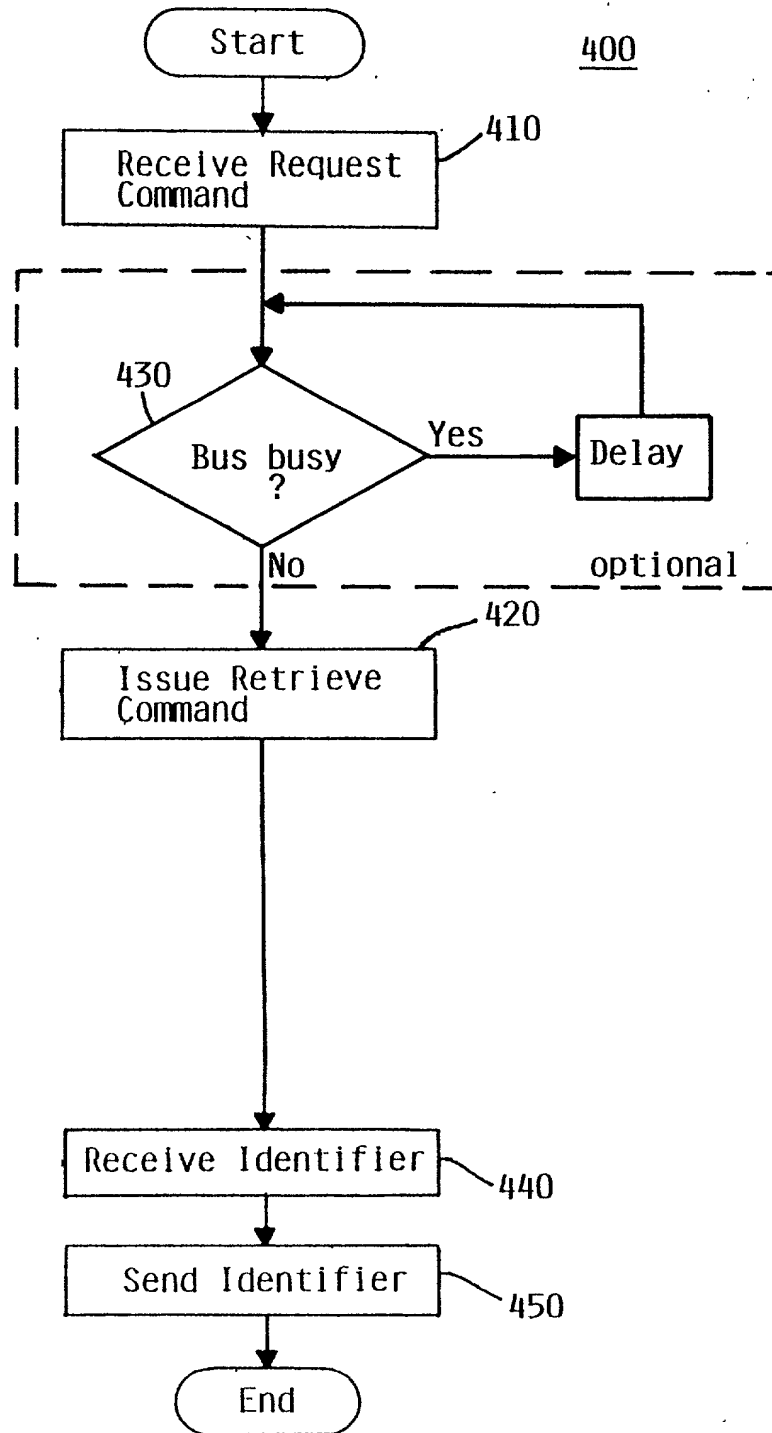 Start
400
410
Receive Request
Command
430
Bus busy
?
Yes
Delay
No
optional
420
Issue Retrieve
Command
Receive Identifier
440
Send Identifier
450
End